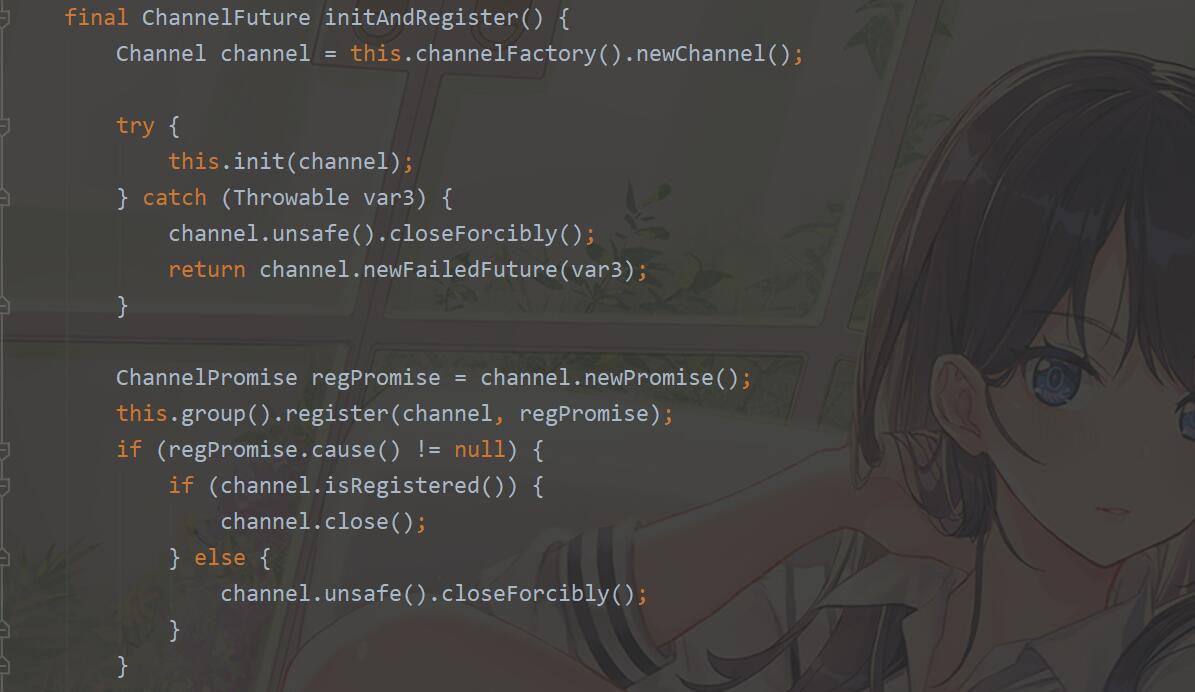 final ChannelFuture initAndRegister() {
    Channel channel = this.channelFactory().newChannel();
    try {
        this.init(channel);
    } catch (Throwable var3) {
        channel.unsafe().closeForcibly();
        return channel.newFailedFuture(var3);
    }
    ChannelPromise regPromise = channel.newPromise();
    this.group().register(channel, regPromise);
    if (regPromise.cause() != null) {
        if (channel.isRegistered()) {
            channel.close();
        } else {
            channel.unsafe().closeForcibly();
        }
    }